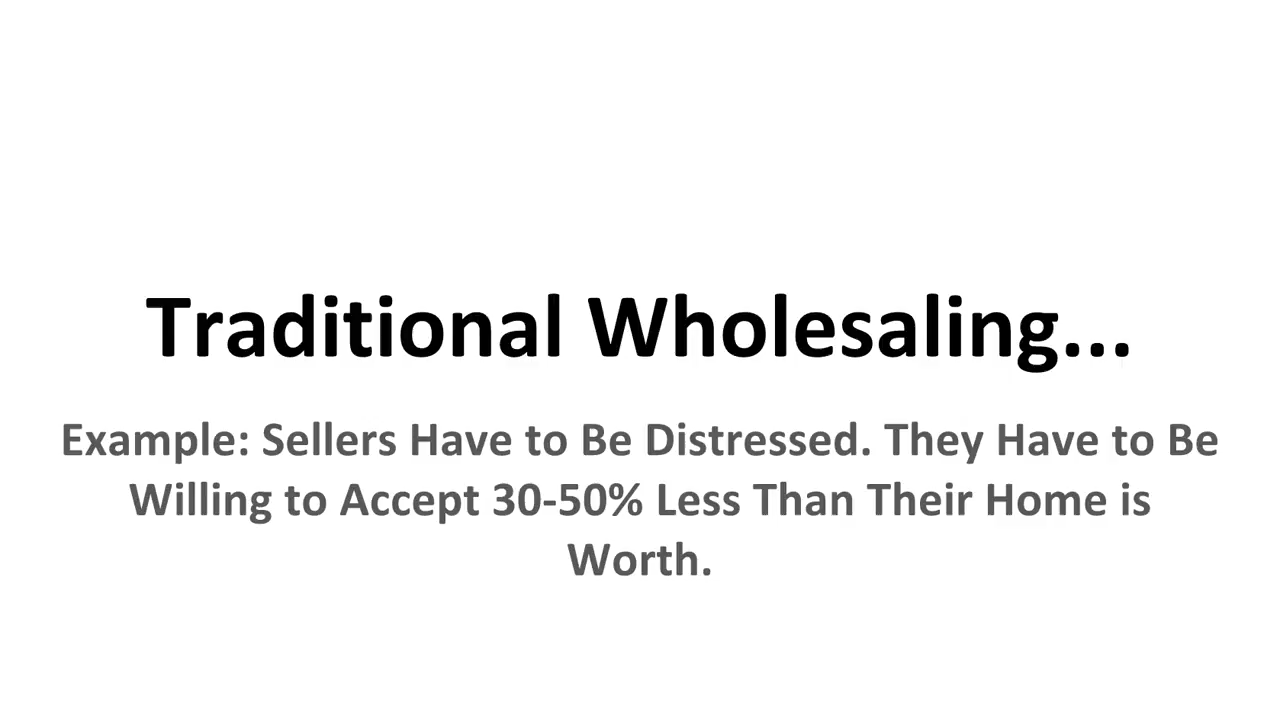 Traditional Wholesaling...
Example: Sellers Have to Be Distressed. They Have to Be
Willing to Accept 30-50% Less Than Their Home is
Worth.